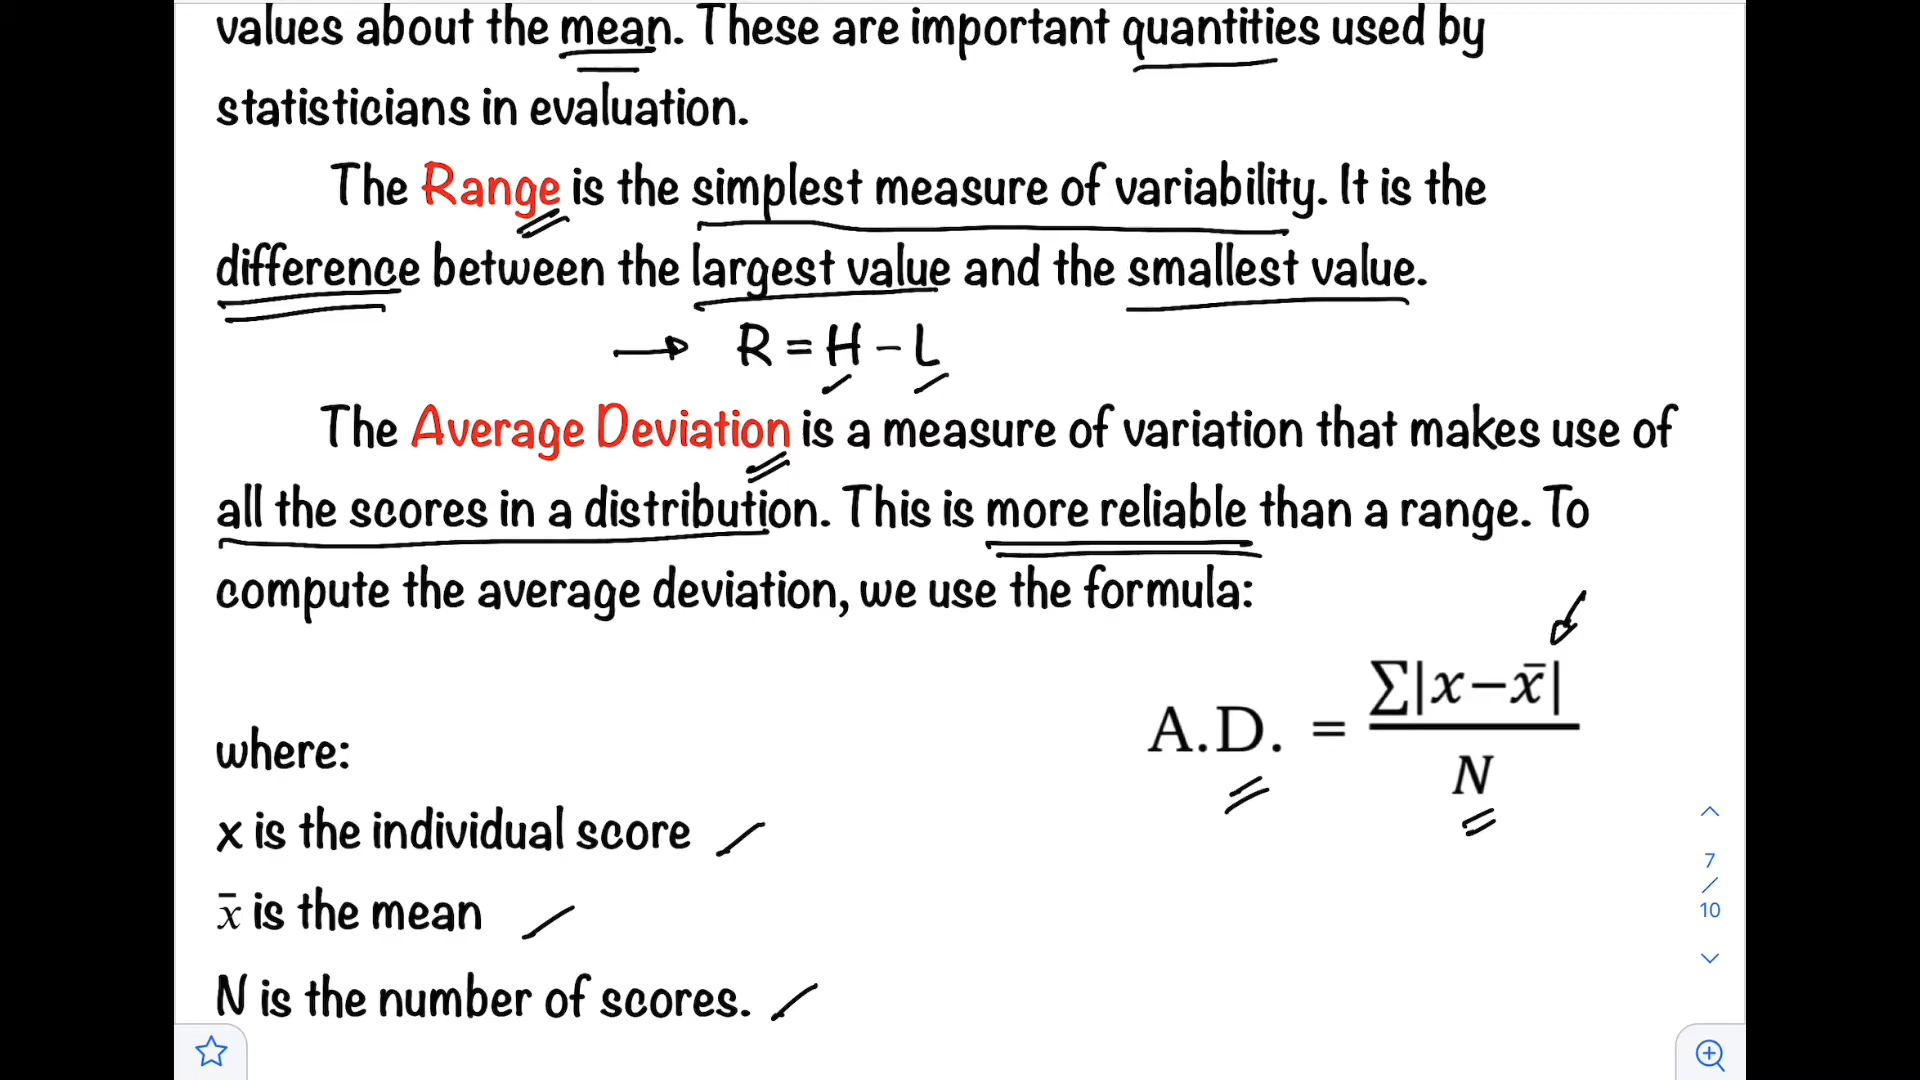 values about the mean. These are important quantities used by
statisticians in evaluation.
The Range is the simplest measure of variability. It is the
difference between the largest value and the smallest value.
R = H - L
The Average Deviation is a measure of variation that makes use of
all the scores in a distribution. This is more reliable than a range. To
compute the average deviation, we use the formula:
A.D. = ∑|x−x̄| / N
where:
x is the individual score
x̄ is the mean
N is the number of scores.
7
/
10